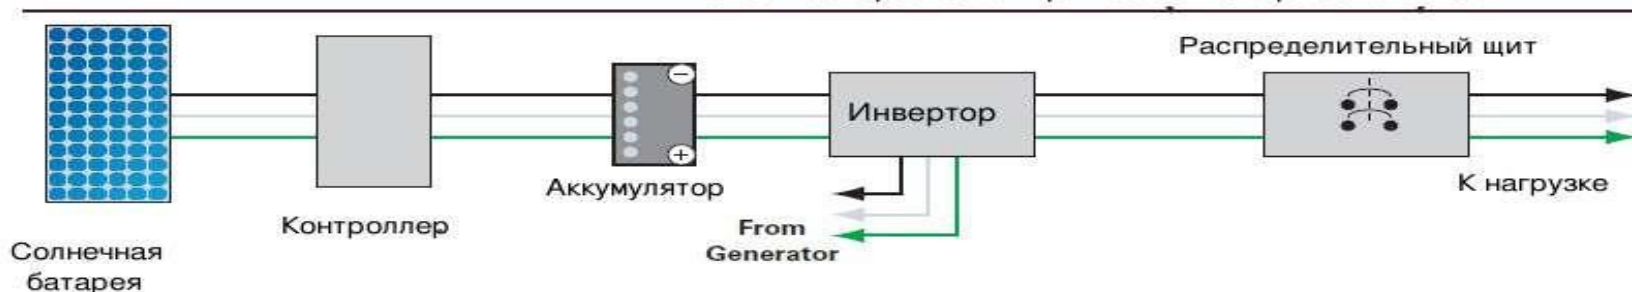 Распределительный щит
Инвертор
Аккумулятор
К нагрузке
Контроллер
From
Generator
Солнечная
батарея